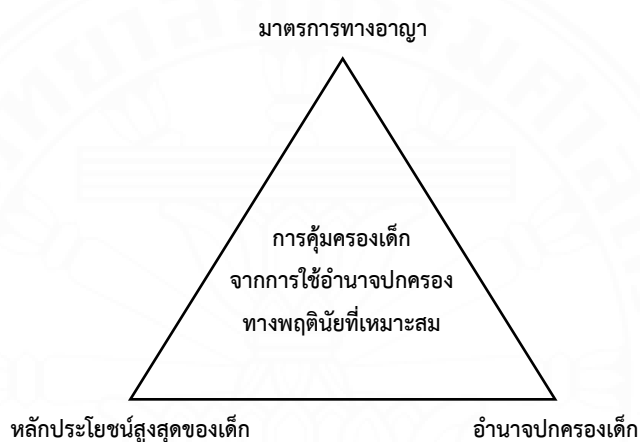 มาตรการทางอาญา
การคุ้มครองเด็ก
จากการใช้อำนาจปกครอง
ทางพฤตินัยที่เหมาะสม
หลักประโยชน์สูงสุดของเด็ก
อำนาจปกครองเด็ก